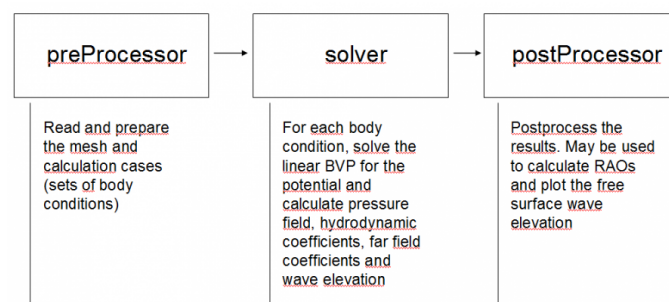 preProcessor
solver
postProcessor
Read and prepare
the mesh and
calculation cases
(sets of body
conditions)
For each body
condition, solve the
linear BVP for the
potential and
calculate pressure
field, hydrodynamic
coefficients, far field
coefficients and
wave elevation
Postprocess the
results. May be used
to calculate RAOs
and plot the free
surface wave
elevation